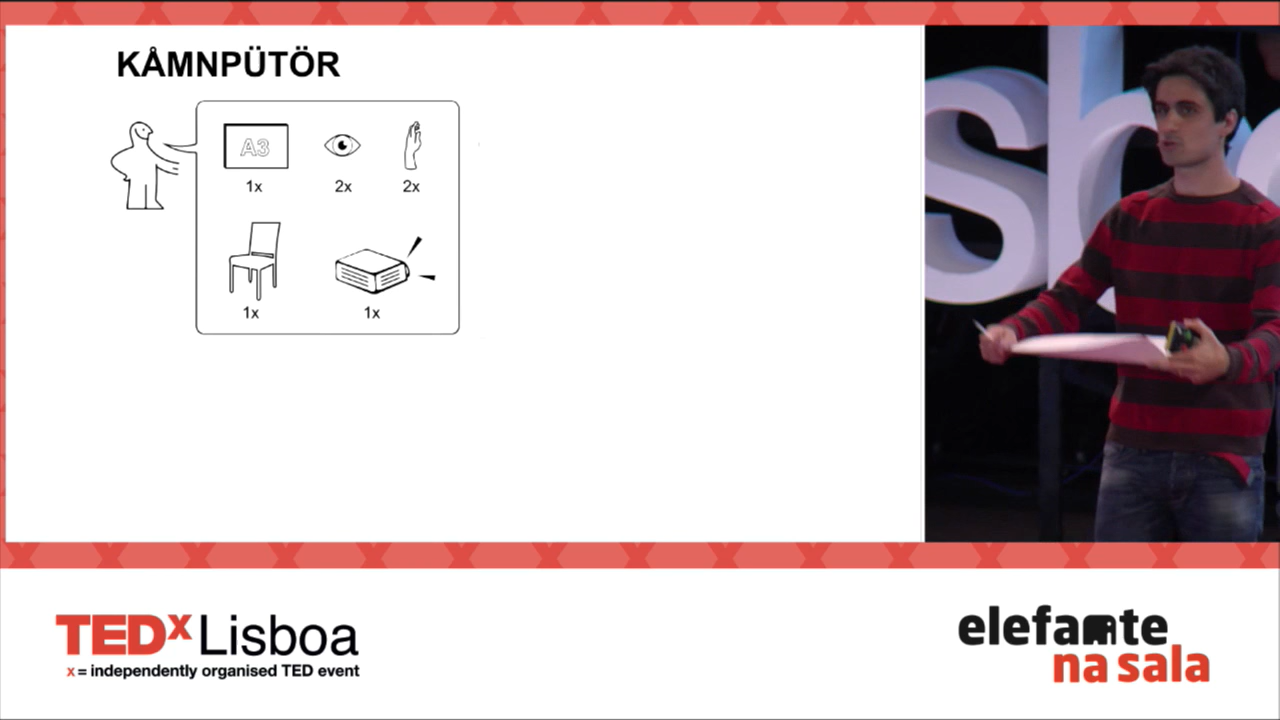 KÅMNPÜTÖR
A3
1x
2x
2x
1x
1x
TEDx Lisboa
x = independently organised TED event
elefante
na sala